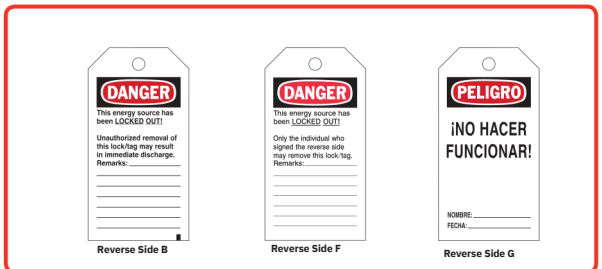 DANGER
This energy source has
been LOCKED OUT!
Unauthorized removal of
this lock/tag may result
in immediate discharge.
Remarks:
Reverse Side B
DANGER
This energy source has
been LOCKED OUT!
Only the individual who
signed the reverse side
may remove this lock/tag.
Remarks:
Reverse Side F
PELIGRO
¡NO HACER
FUNCIONAR!
NOMBRE:
FECHA:
Reverse Side G